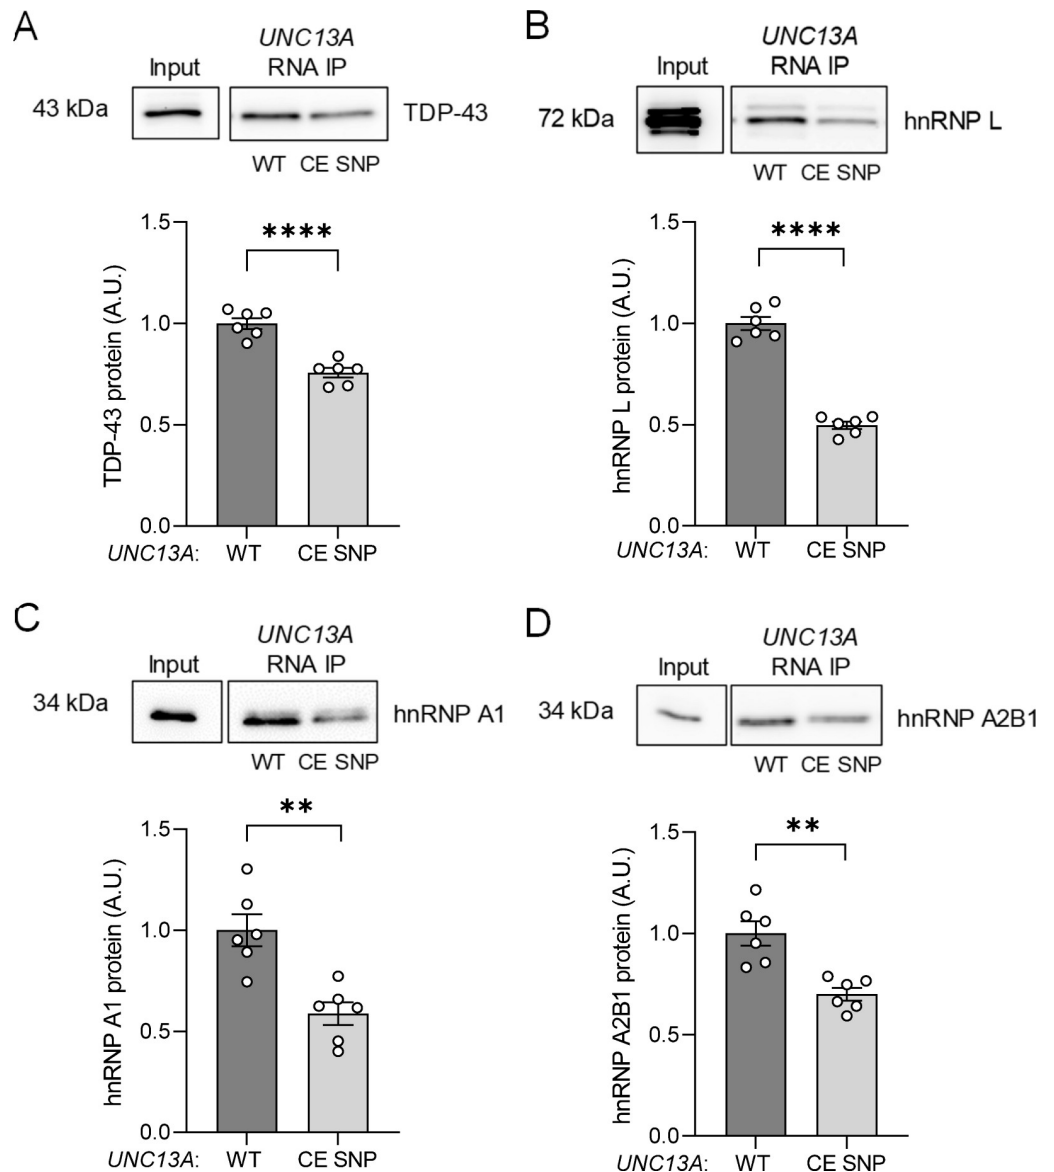 A
UNC13A
Input RNA IP
43 kDa TDP-43
WT CE SNP
****
1.5
1.0
0.5
0.0
TDP-43 protein (A.U.)
UNC13A: WT CE SNP
B
UNC13A
Input RNA IP
72 kDa hnRNP L
WT CE SNP
****
1.5
1.0
0.5
0.0
hnRNP L protein (A.U.)
UNC13A: WT CE SNP
C
UNC13A
Input RNA IP
34 kDa hnRNP A1
WT CE SNP
**
1.5
1.0
0.5
0.0
hnRNP A1 protein (A.U.)
UNC13A: WT CE SNP
D
UNC13A
Input RNA IP
34 kDa hnRNP A2B1
WT CE SNP
**
1.5
1.0
0.5
0.0
hnRNP A2B1 protein (A.U.)
UNC13A: WT CE SNP